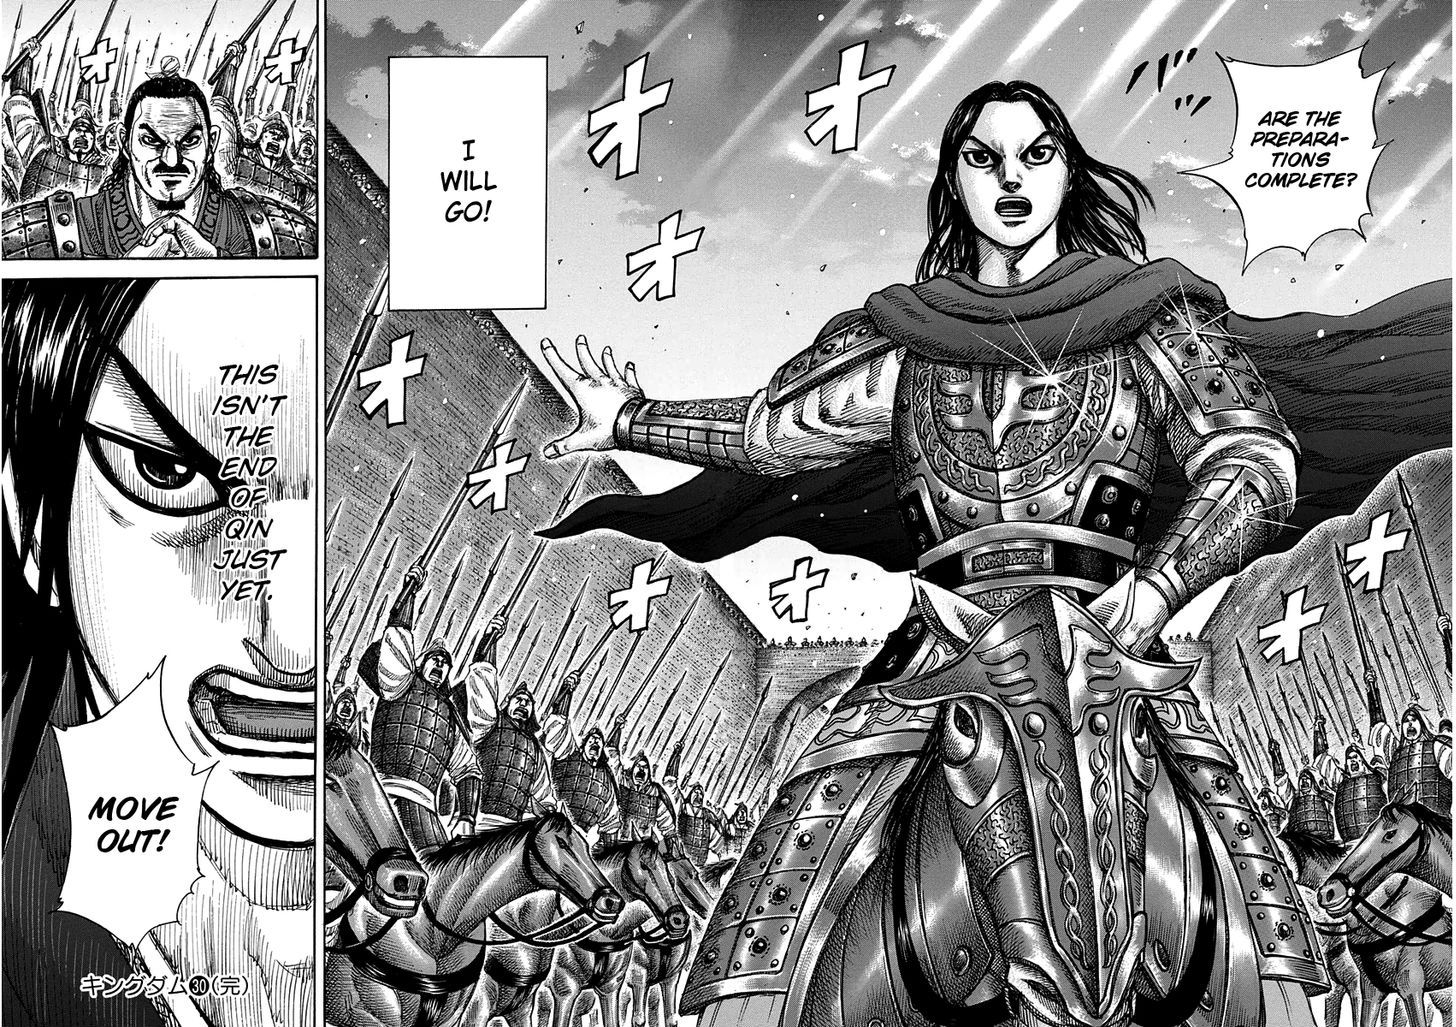 ARE THE
PREPARA-
TIONS
COMPLETE?
I
WILL
GO!
オ
オ
オ
オ
オ
オ
オ
オ
オ
オ
オ
THIS
ISN'T
THE
END
OF
QIN
JUST
YET.
MOVE
OUT!
キングダム㉚(完)